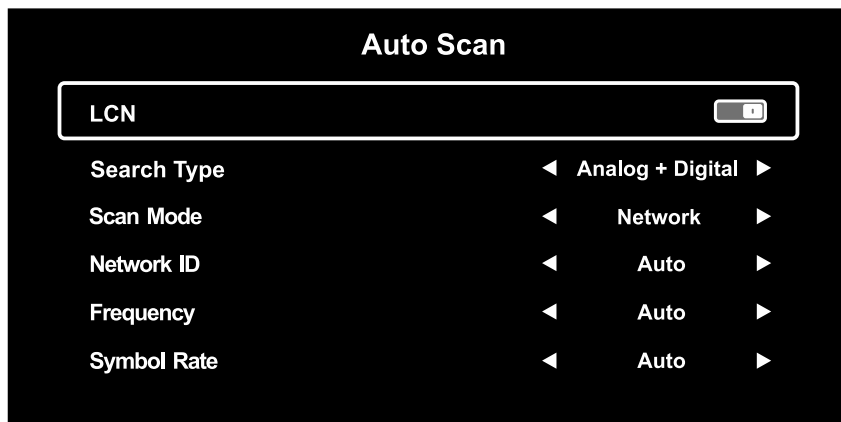 Auto Scan
LCN
Search Type Analog + Digital
Scan Mode Network
Network ID Auto
Frequency Auto
Symbol Rate Auto